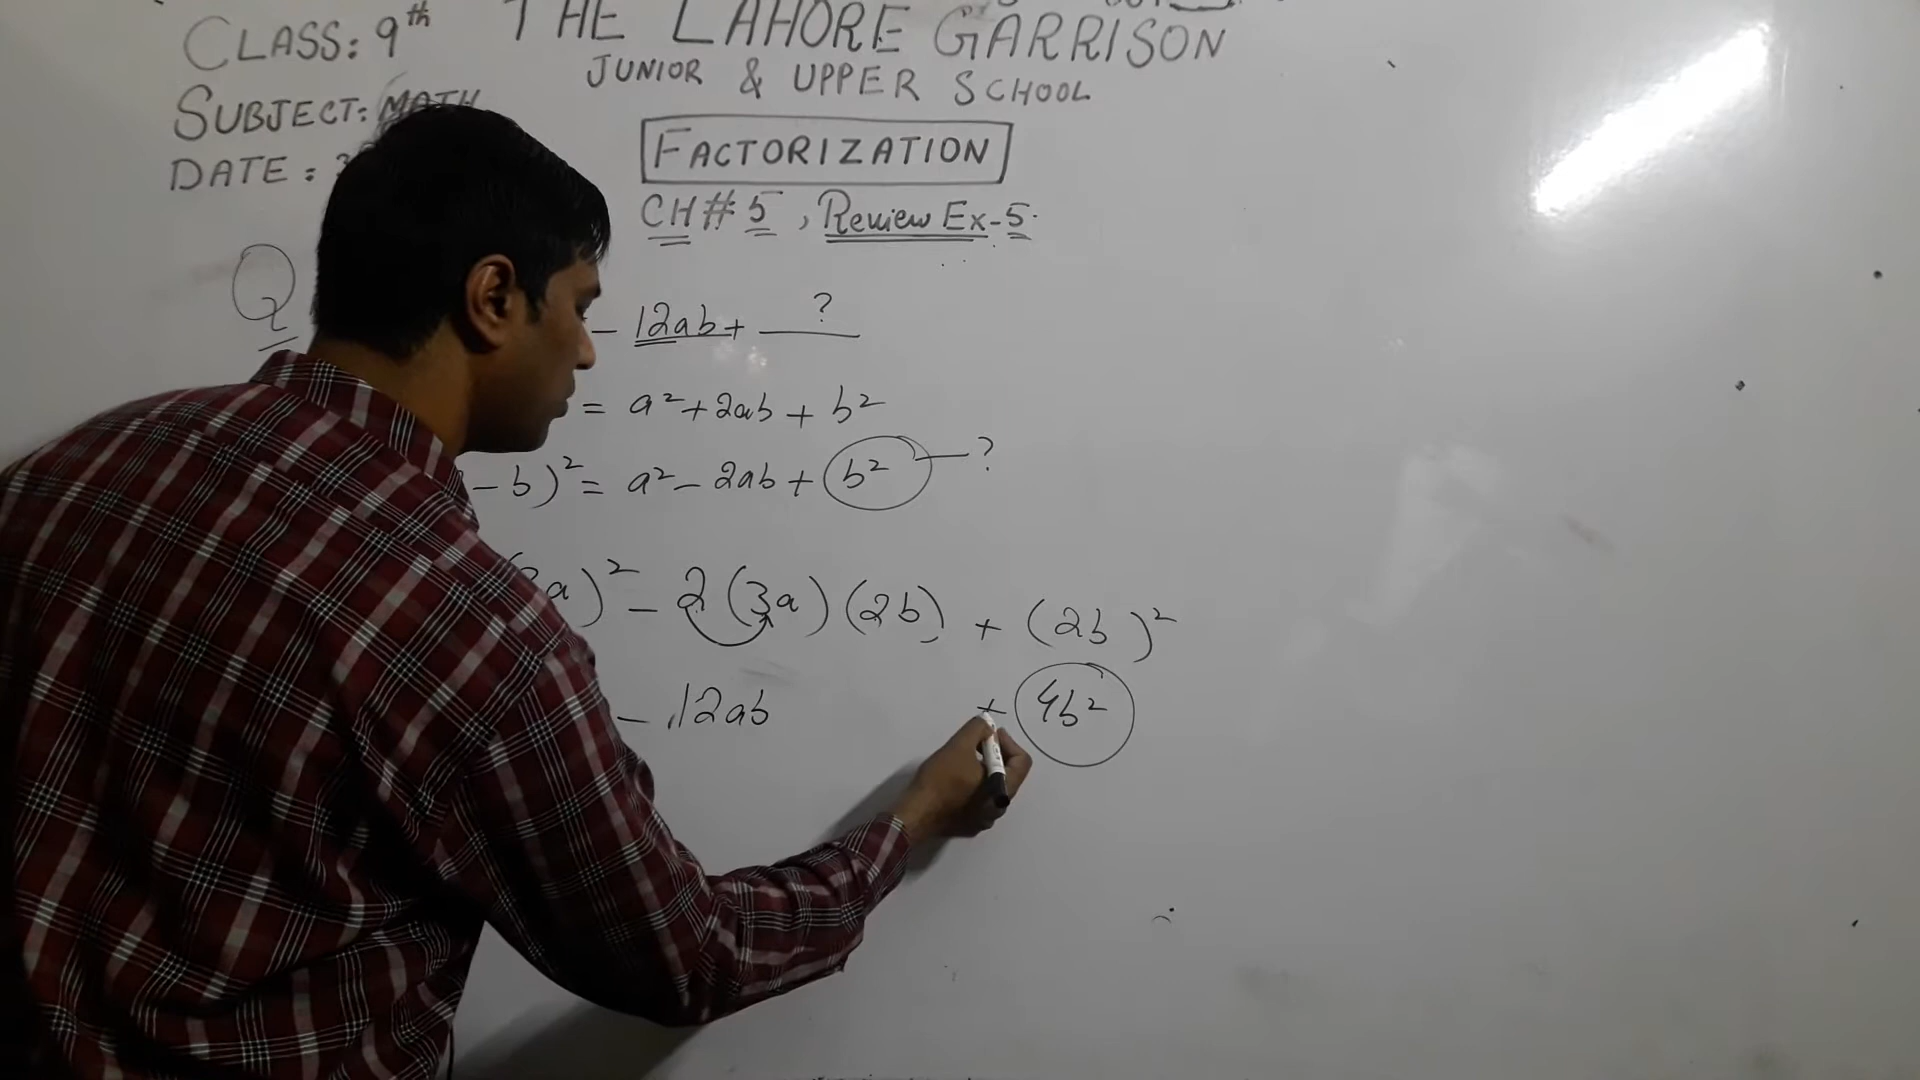 CLASS: 9th THE LAHORE GARRISON
JUNIOR & UPPER SCHOOL
SUBJECT: MATH
DATE :
FACTORIZATION
CH # 5 , Review Ex-5.
Q
- 12ab + ?
= a² + 2ab + b²
- b)² = a² - 2ab + b² — ?
a)² - 2 (3a) (2b) + (2b)²
- 12ab + 4b²